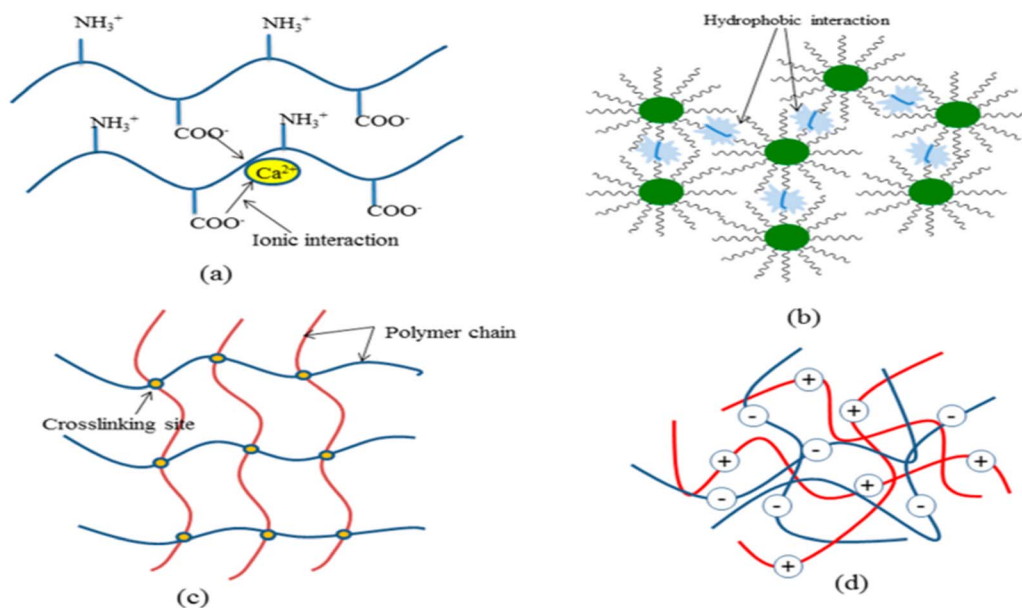 NH₃⁺
NH₃⁺
COO⁻
COO⁻
NH₃⁺
NH₃⁺
Ca²⁺
COO⁻
COO⁻
Ionic interaction
(a)
Hydrophobic interaction
(b)
Polymer chain
Crosslinking site
(c)
+
+
-
-
-
+
+
+
-
-
-
+
(d)